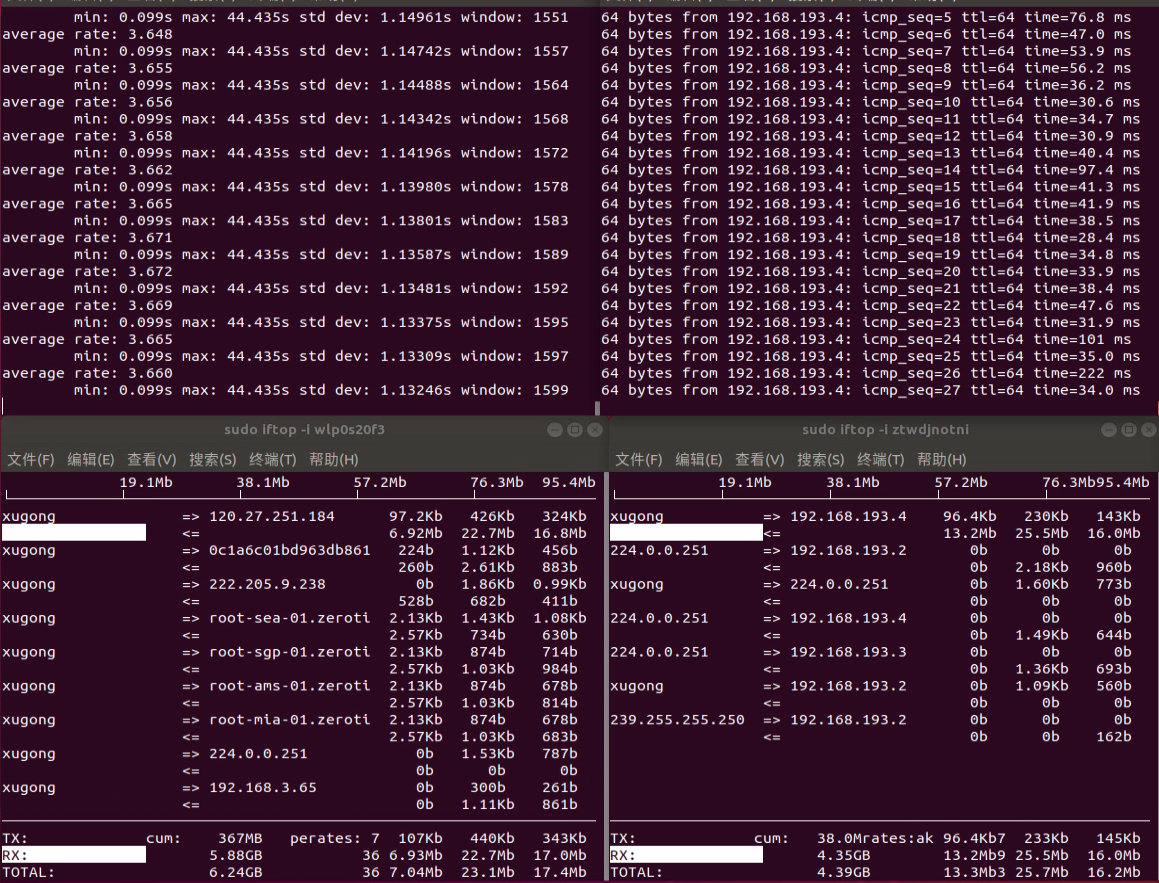 min: 0.099s max: 44.435s std dev: 1.14961s window: 1551
average rate: 3.648
min: 0.099s max: 44.435s std dev: 1.14742s window: 1557
average rate: 3.655
min: 0.099s max: 44.435s std dev: 1.14488s window: 1564
average rate: 3.656
min: 0.099s max: 44.435s std dev: 1.14342s window: 1568
average rate: 3.658
min: 0.099s max: 44.435s std dev: 1.14196s window: 1572
average rate: 3.662
min: 0.099s max: 44.435s std dev: 1.13980s window: 1578
average rate: 3.665
min: 0.099s max: 44.435s std dev: 1.13801s window: 1583
average rate: 3.671
min: 0.099s max: 44.435s std dev: 1.13587s window: 1589
average rate: 3.672
min: 0.099s max: 44.435s std dev: 1.13481s window: 1592
average rate: 3.669
min: 0.099s max: 44.435s std dev: 1.13375s window: 1595
average rate: 3.665
min: 0.099s max: 44.435s std dev: 1.13309s window: 1597
average rate: 3.660
min: 0.099s max: 44.435s std dev: 1.13246s window: 1599
64 bytes from 192.168.193.4: icmp_seq=5 ttl=64 time=76.8 ms
64 bytes from 192.168.193.4: icmp_seq=6 ttl=64 time=47.0 ms
64 bytes from 192.168.193.4: icmp_seq=7 ttl=64 time=53.9 ms
64 bytes from 192.168.193.4: icmp_seq=8 ttl=64 time=56.2 ms
64 bytes from 192.168.193.4: icmp_seq=9 ttl=64 time=36.2 ms
64 bytes from 192.168.193.4: icmp_seq=10 ttl=64 time=30.6 ms
64 bytes from 192.168.193.4: icmp_seq=11 ttl=64 time=34.7 ms
64 bytes from 192.168.193.4: icmp_seq=12 ttl=64 time=30.9 ms
64 bytes from 192.168.193.4: icmp_seq=13 ttl=64 time=40.4 ms
64 bytes from 192.168.193.4: icmp_seq=14 ttl=64 time=97.4 ms
64 bytes from 192.168.193.4: icmp_seq=15 ttl=64 time=41.3 ms
64 bytes from 192.168.193.4: icmp_seq=16 ttl=64 time=41.9 ms
64 bytes from 192.168.193.4: icmp_seq=17 ttl=64 time=38.5 ms
64 bytes from 192.168.193.4: icmp_seq=18 ttl=64 time=28.4 ms
64 bytes from 192.168.193.4: icmp_seq=19 ttl=64 time=34.8 ms
64 bytes from 192.168.193.4: icmp_seq=20 ttl=64 time=33.9 ms
64 bytes from 192.168.193.4: icmp_seq=21 ttl=64 time=38.4 ms
64 bytes from 192.168.193.4: icmp_seq=22 ttl=64 time=47.6 ms
64 bytes from 192.168.193.4: icmp_seq=23 ttl=64 time=31.9 ms
64 bytes from 192.168.193.4: icmp_seq=24 ttl=64 time=101 ms
64 bytes from 192.168.193.4: icmp_seq=25 ttl=64 time=35.0 ms
64 bytes from 192.168.193.4: icmp_seq=26 ttl=64 time=222 ms
64 bytes from 192.168.193.4: icmp_seq=27 ttl=64 time=34.0 ms
sudo iftop -i wlp0s20f3
文件(F) 编辑(E) 查看(V) 搜索(S) 终端(T) 帮助(H)
19.1Mb 38.1Mb 57.2Mb 76.3Mb 95.4Mb
xugong => 120.27.251.184 97.2Kb 426Kb 324Kb
<= 6.92Mb 22.7Mb 16.8Mb
xugong => 0c1a6c01bd963db861 224b 1.12Kb 456b
<= 260b 2.61Kb 883b
xugong => 222.205.9.238 0b 1.86Kb 0.99Kb
<= 528b 682b 411b
xugong => root-sea-01.zeroti 2.13Kb 1.43Kb 1.08Kb
<= 2.57Kb 734b 630b
xugong => root-sgp-01.zeroti 2.13Kb 874b 714b
<= 2.57Kb 1.03Kb 984b
xugong => root-ams-01.zeroti 2.13Kb 874b 678b
<= 2.57Kb 1.03Kb 814b
xugong => root-mia-01.zeroti 2.13Kb 874b 678b
<= 2.57Kb 1.03Kb 683b
xugong => 224.0.0.251 0b 1.53Kb 787b
<= 0b 0b 0b
xugong => 192.168.3.65 0b 300b 261b
<= 0b 1.11Kb 861b
TX: cum: 367MB perates: 7 107Kb 440Kb 343Kb
RX: 5.88GB 36 6.93Mb 22.7Mb 17.0Mb
TOTAL: 6.24GB 36 7.04Mb 23.1Mb 17.4Mb
sudo iftop -i ztwdjnotni
文件(F) 编辑(E) 查看(V) 搜索(S) 终端(T) 帮助(H)
19.1Mb 38.1Mb 57.2Mb 76.3Mb95.4Mb
xugong => 192.168.193.4 96.4Kb 230Kb 143Kb
<= 13.2Mb 25.5Mb 16.0Mb
224.0.0.251 => 192.168.193.2 0b 0b 0b
<= 0b 2.18Kb 960b
xugong => 224.0.0.251 0b 1.60Kb 773b
<= 0b 0b 0b
224.0.0.251 => 192.168.193.4 0b 0b 0b
<= 0b 1.49Kb 644b
224.0.0.251 => 192.168.193.3 0b 0b 0b
<= 0b 1.36Kb 693b
xugong => 192.168.193.2 0b 1.09Kb 560b
<= 0b 0b 0b
239.255.255.250 => 192.168.193.2 0b 0b 0b
<= 0b 0b 162b
TX: cum: 38.0Mrates:ak 96.4Kb7 233Kb 145Kb
RX: 4.35GB 13.2Mb9 25.5Mb 16.0Mb
TOTAL: 4.39GB 13.3Mb3 25.7Mb 16.2Mb